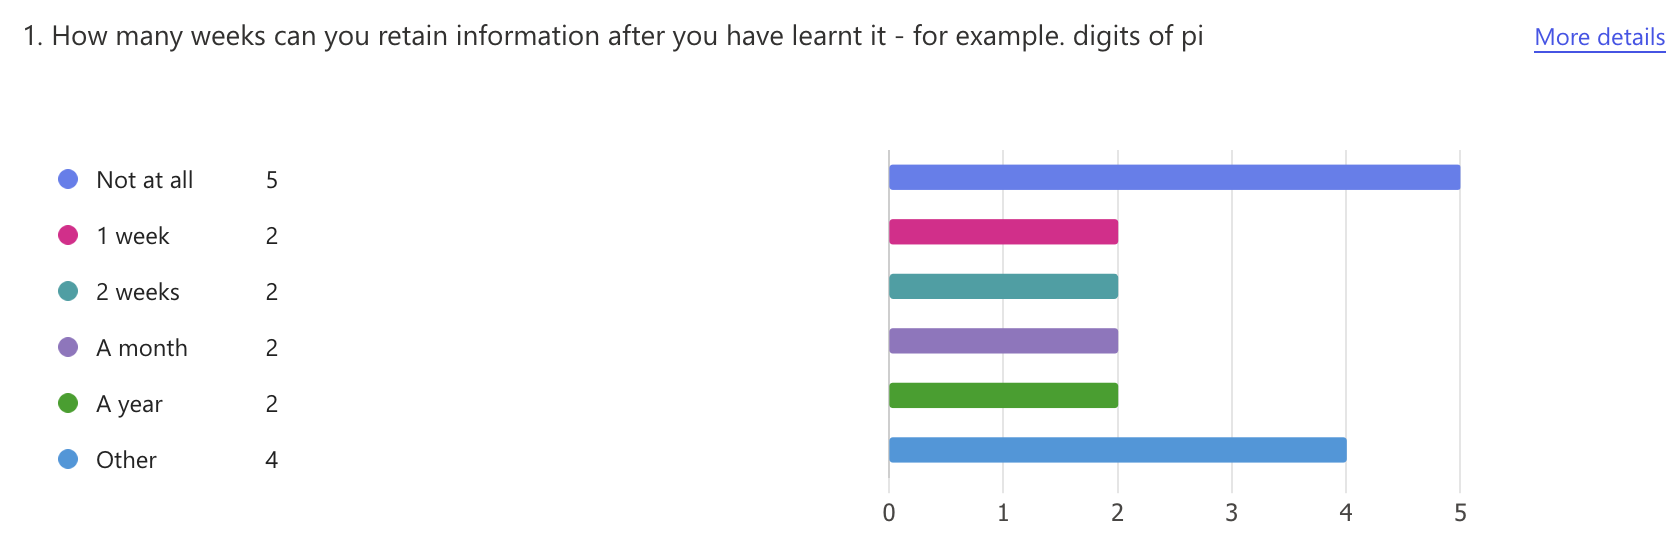 1. How many weeks can you retain information after you have learnt it - for example. digits of pi
More details
Not at all 5
1 week 2
2 weeks 2
A month 2
A year 2
Other 4
0 1 2 3 4 5